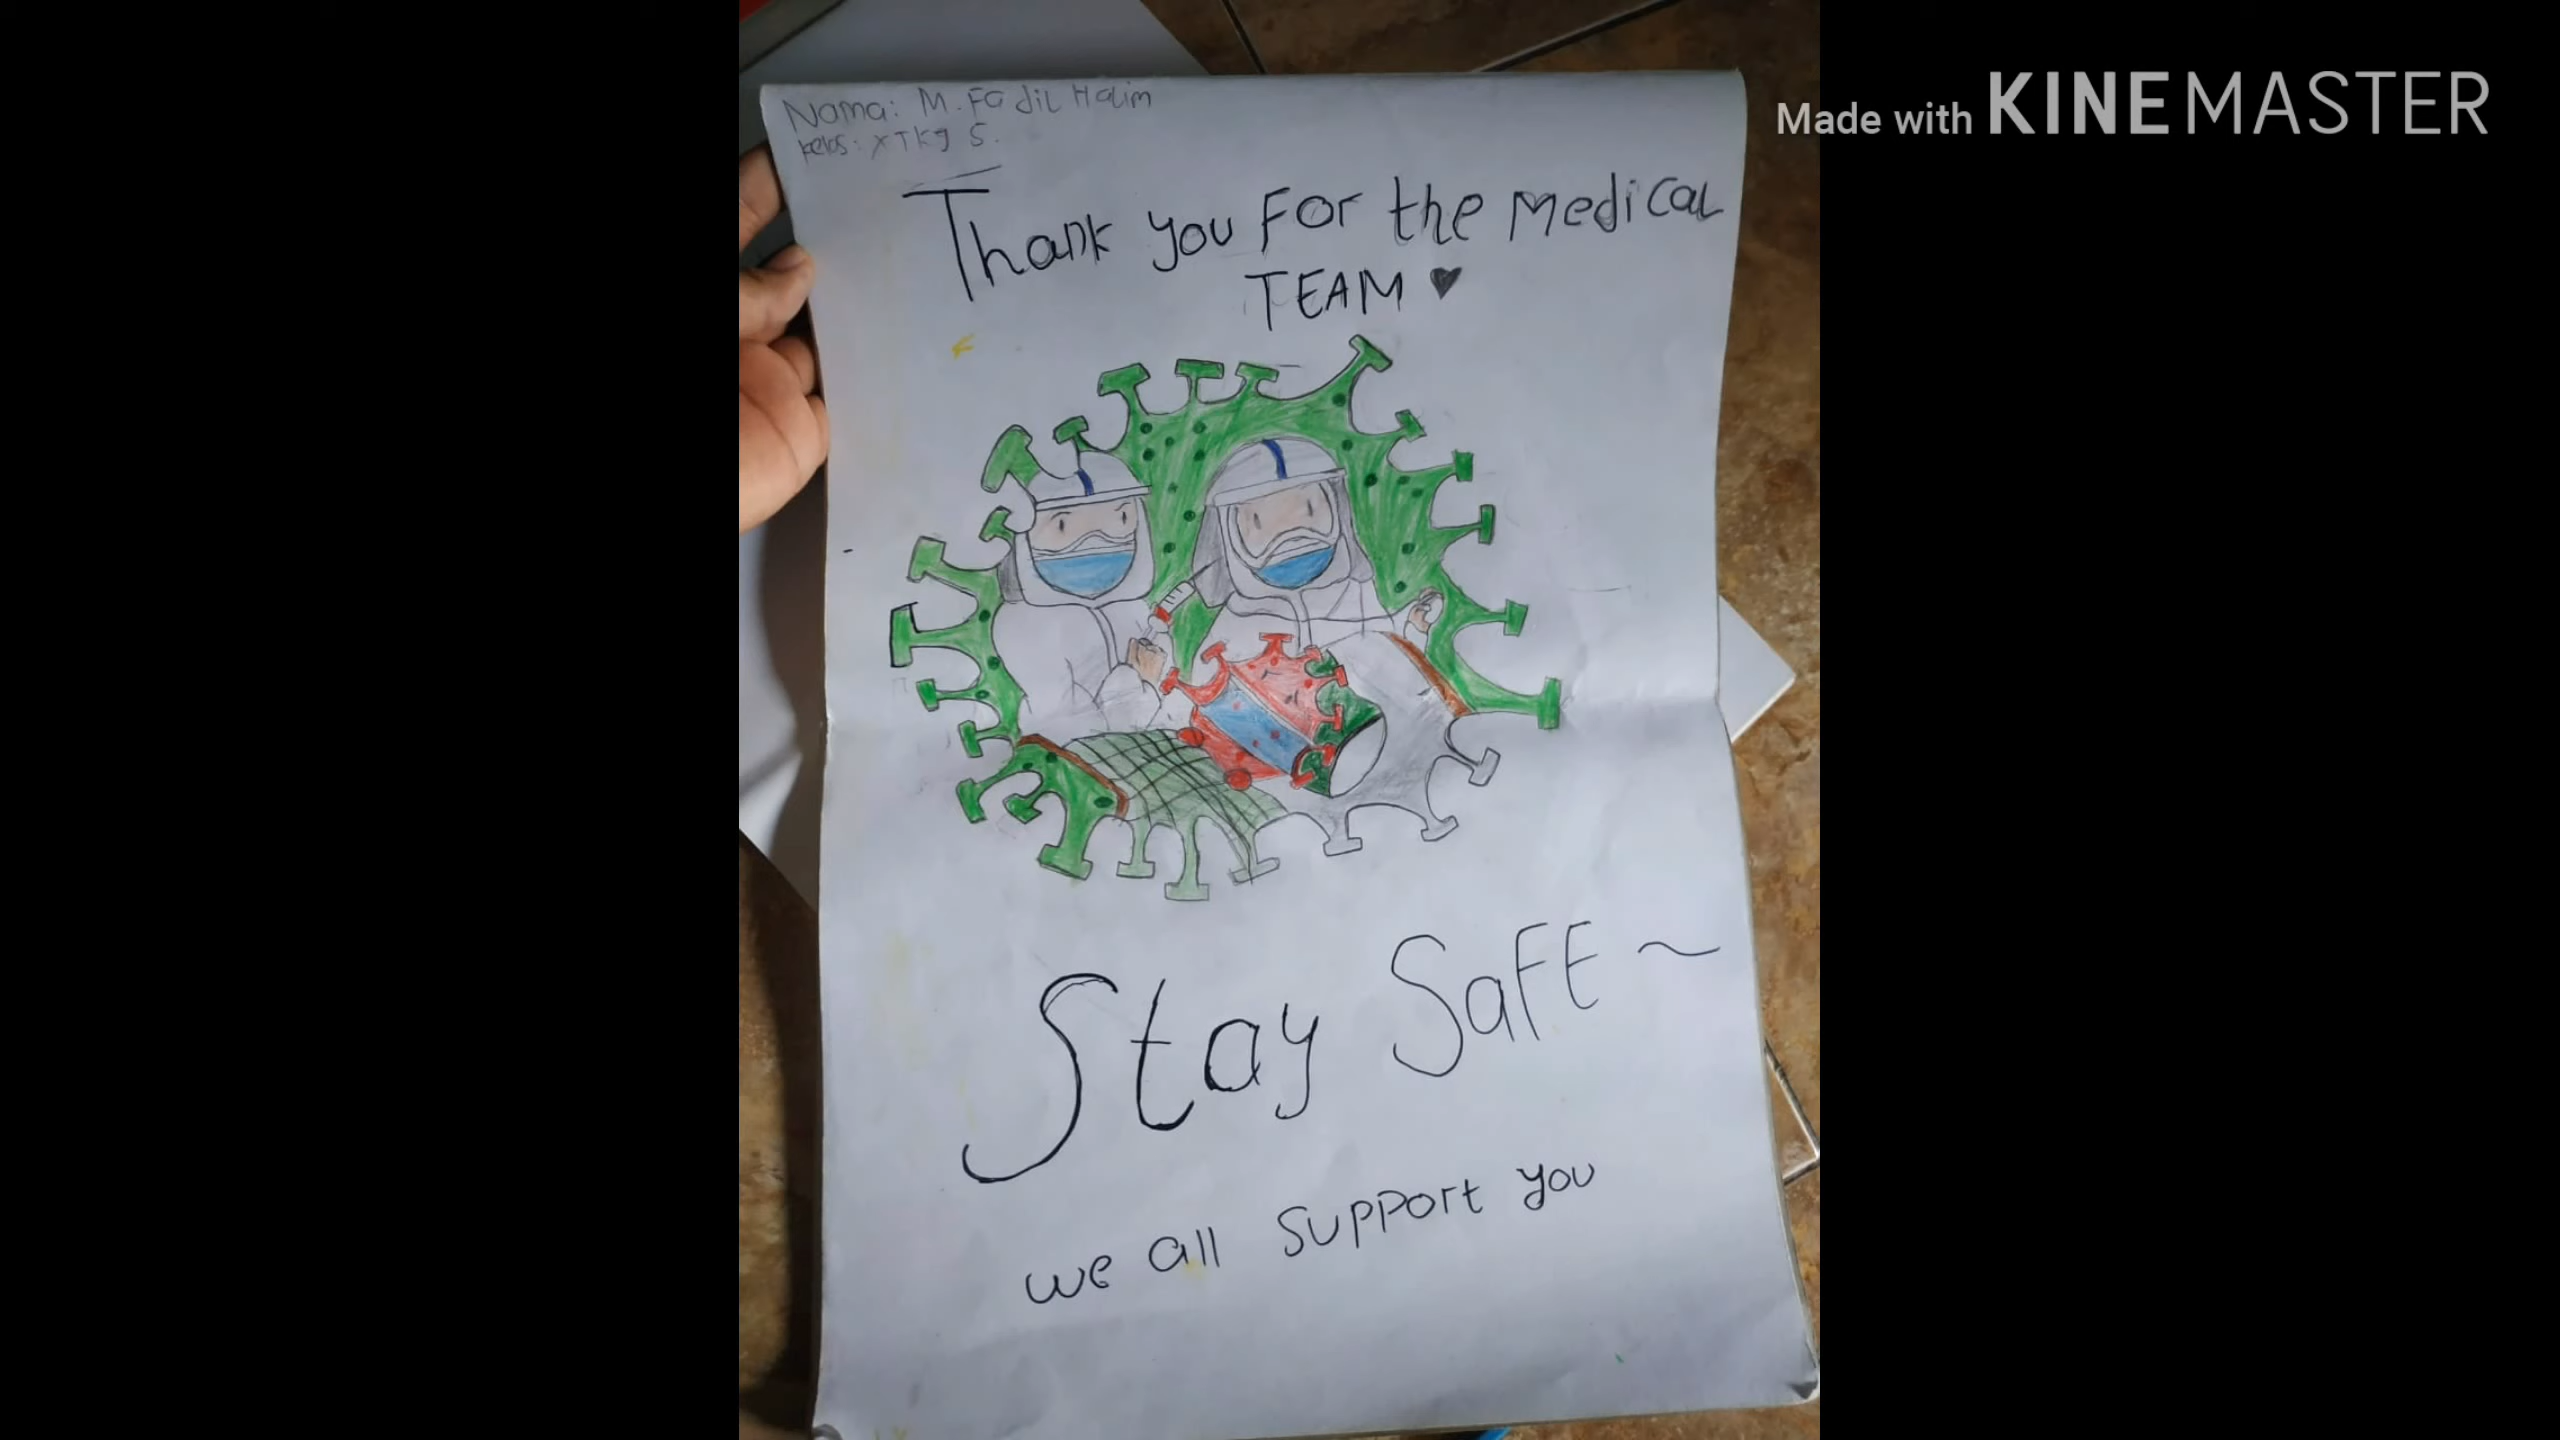 Nama: M. Fadil Halim
kelas: X TKJ 5.
Thank you For the Medical
TEAM
Stay SaFE ~
we all support you
Made with KINEMASTER